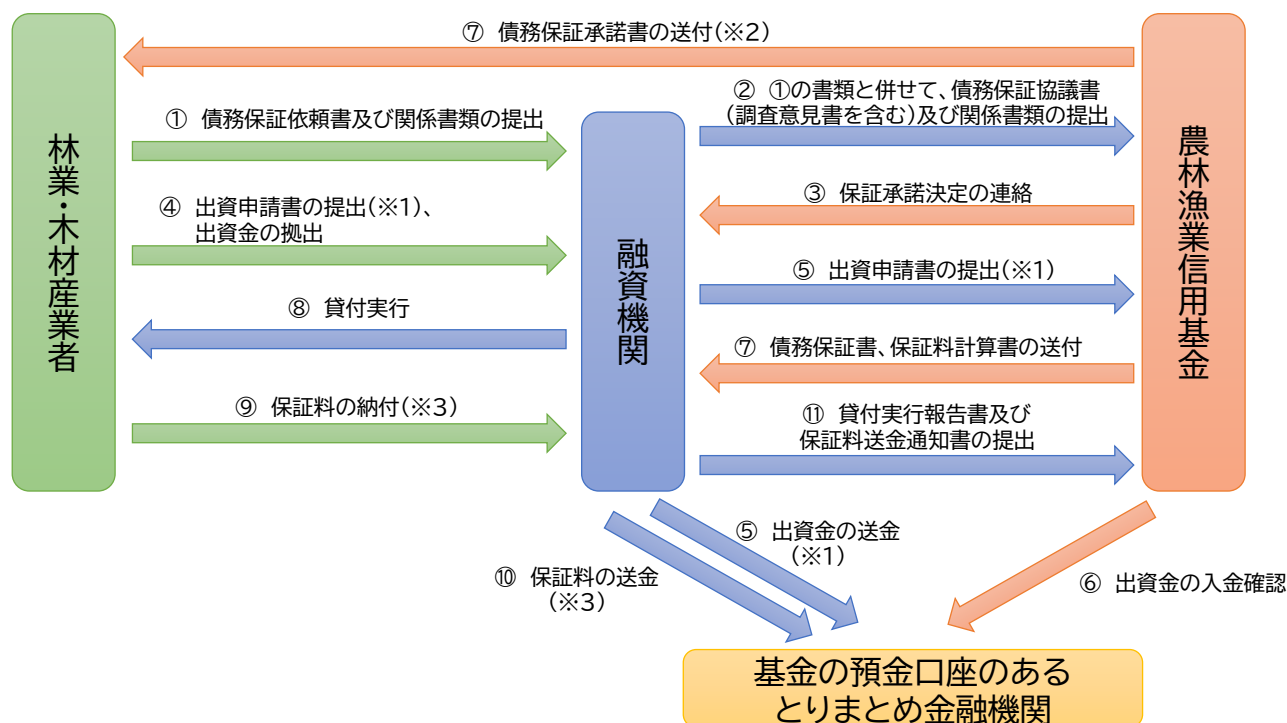 ⑦ 債務保証承諾書の送付(※2)
② ①の書類と併せて、債務保証協議書
(調査意見書を含む)及び関係書類の提出
① 債務保証依頼書及び関係書類の提出
③ 保証承諾決定の連絡
④ 出資申請書の提出(※1)、
出資金の拠出
⑤ 出資申請書の提出(※1)
⑧ 貸付実行
⑦ 債務保証書、保証料計算書の送付
⑨ 保証料の納付(※3)
⑪ 貸付実行報告書及び
保証料送金通知書の提出
林業・木材産業者
融資機関
農林漁業信用基金
⑤ 出資金の送金
(※1)
⑩ 保証料の送金
(※3)
⑥ 出資金の入金確認
基金の預金口座のある
とりまとめ金融機関